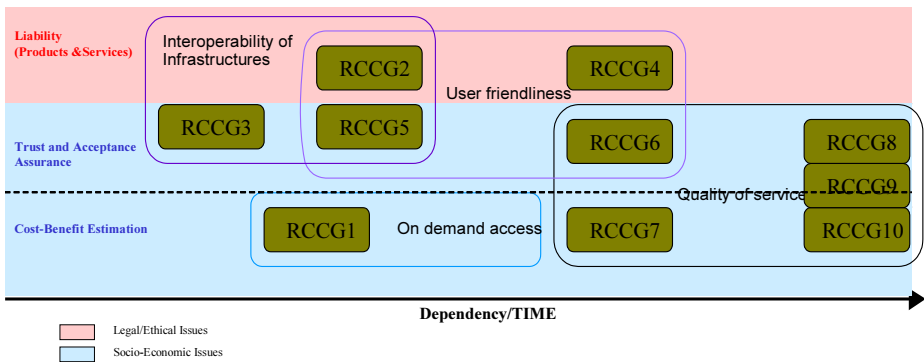 Liability
(Products &Services)
Interoperability of
Infrastructures
RCCG2
RCCG4
User friendliness
RCCG3
RCCG5
RCCG6
RCCG8
Trust and Acceptance
Assurance
RCCG9
Quality of service
Cost-Benefit Estimation
RCCG1
On demand access
RCCG7
RCCG10
Dependency/TIME
Legal/Ethical Issues
Socio-Economic Issues